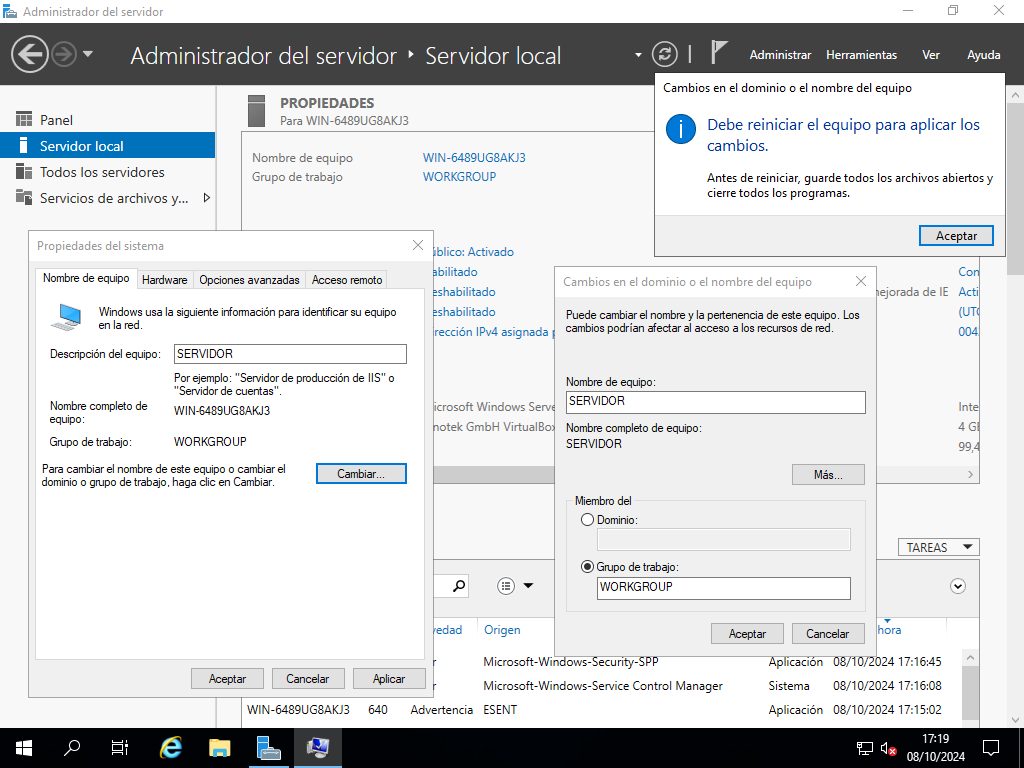 Administrador del servidor
Administrador del servidor
Servidor local
Administrar
Herramientas
Ver
Ayuda
Panel
Servidor local
Todos los servidores
Servicios de archivos y...
PROPIEDADES
Para WIN-6489UG8AKJ3
Nombre de equipo
WIN-6489UG8AKJ3
Grupo de trabajo
WORKGROUP
Cambios en el dominio o el nombre del equipo
Debe reiniciar el equipo para aplicar los
cambios.
Antes de reiniciar, guarde todos los archivos abiertos y
cierre todos los programas.
Aceptar
Propiedades del sistema
Nombre de equipo
Hardware
Opciones avanzadas
Acceso remoto
Windows usa la siguiente información para identificar su equipo
en la red.
Descripción del equipo:
SERVIDOR
Por ejemplo: "Servidor de producción de IIS" o
"Servidor de cuentas".
Nombre completo de
equipo:
WIN-6489UG8AKJ3
Grupo de trabajo:
WORKGROUP
Para cambiar el nombre de este equipo o cambiar el
dominio o grupo de trabajo, haga clic en Cambiar.
Cambiar...
Aceptar
Cancelar
Aplicar
úblico: Activado
abilitado
eshabilitado
eshabilitado
irección IPv4 asignada p
icrosoft Windows Serve
notek GmbH VirtualBox
Con
mejorada de IE
Acti
(UTC
004
Inte
4 GB
99,4
Cambios en el dominio o el nombre del equipo
Puede cambiar el nombre y la pertenencia de este equipo. Los
cambios podrían afectar al acceso a los recursos de red.
Nombre de equipo:
SERVIDOR
Nombre completo de equipo:
SERVIDOR
Más...
Miembro del
Dominio:
Grupo de trabajo:
WORKGROUP
Aceptar
Cancelar
TAREAS
vedad
Origen
hora
r
Microsoft-Windows-Security-SPP
Aplicación
08/10/2024 17:16:45
r
Microsoft-Windows-Service Control Manager
Sistema
08/10/2024 17:16:08
WIN-6489UG8AKJ3
640
Advertencia
ESENT
Aplicación
08/10/2024 17:15:02
17:19
08/10/2024